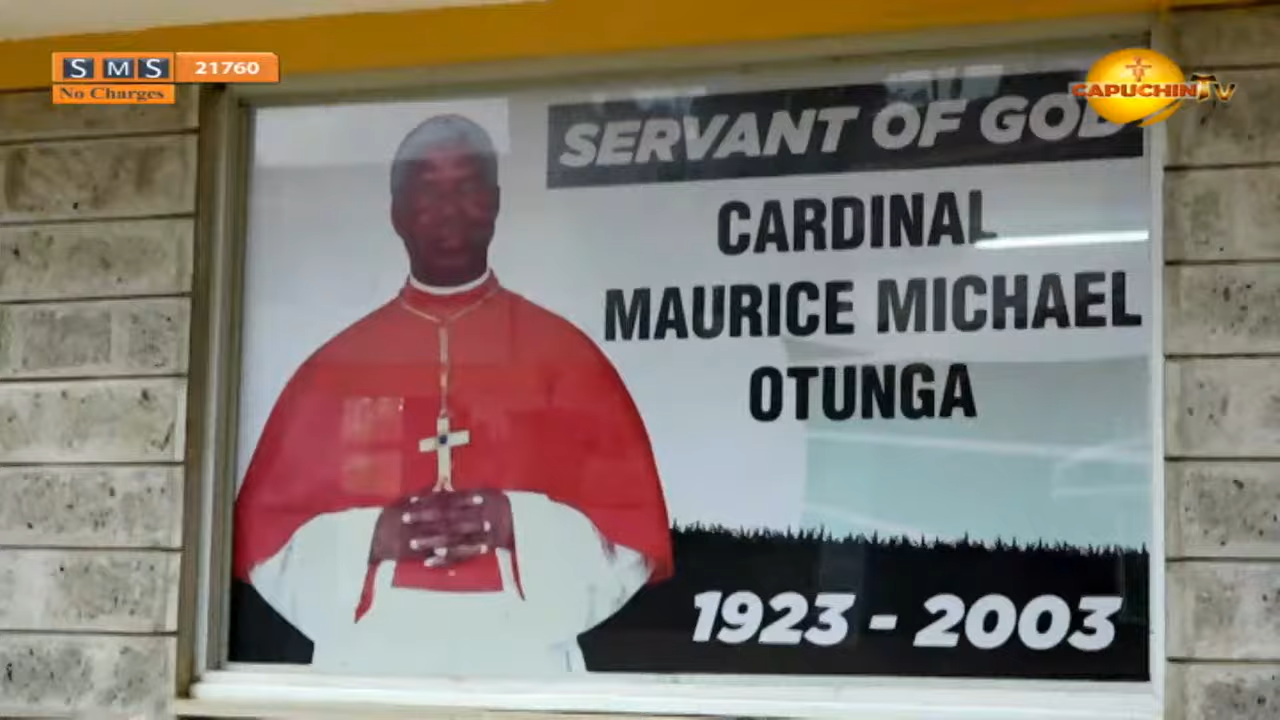 SMS 21760
No Charges
CAPUCHIN TV
SERVANT OF GOD
CARDINAL
MAURICE MICHAEL
OTUNGA
1923 - 2003